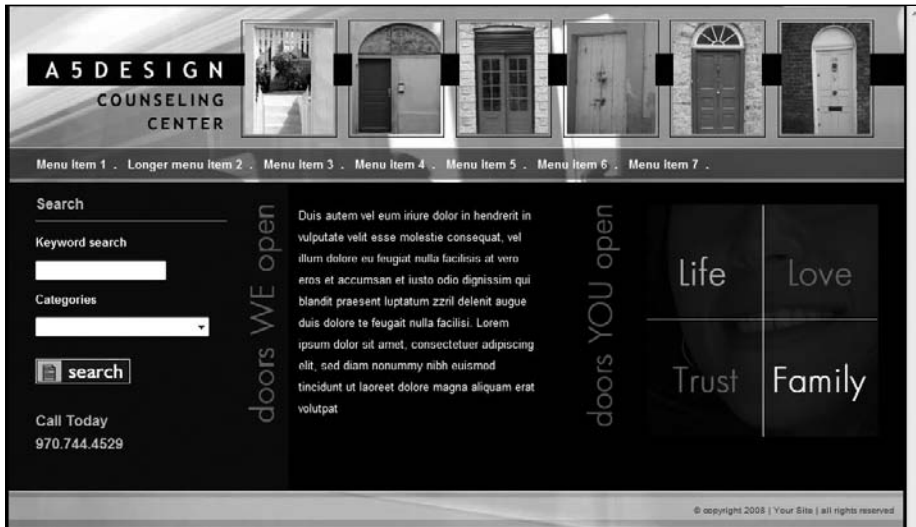 A5DESIGN
COUNSELING
CENTER
Menu Item 1 . Longer menu Item 2 . Menu Item 3 . Menu Item 4 . Menu Item 5 . Menu Item 6 . Menu Item 7 .
Search
Keyword search
Categories
search
Call Today
970.744.4529
doors WE open
Duis autem vel eum iriure dolor in hendrerit in
vulputate velit esse molestie consequat, vel
illum dolore eu feugiat nulla facilisis at vero
eros et accumsan et iusto odio dignissim qui
blandit praesent luptatum zzril delenit augue
duis dolore te feugait nulla facilisi. Lorem
ipsum dolor sit amet, consectetuer adipiscing
elit, sed diam nonummy nibh euismod
tincidunt ut laoreet dolore magna aliquam erat
volutpat
doors YOU open
Life
Love
Trust
Family
© copyright 2008 | Your Site | all rights reserved